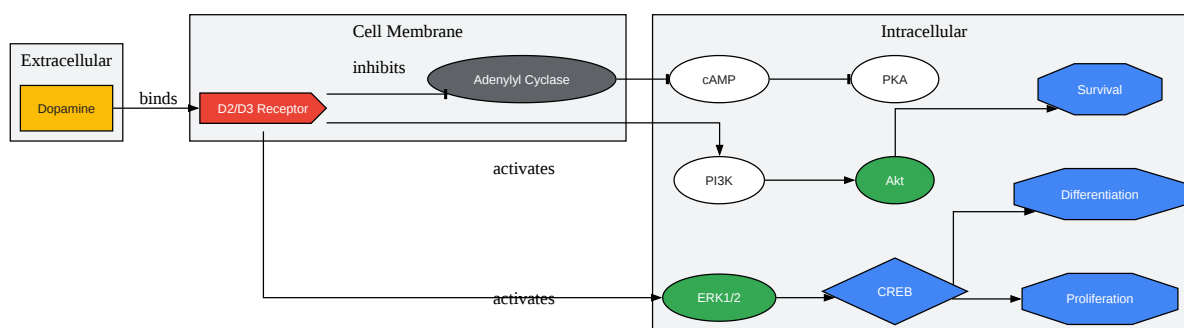 Extracellular
Dopamine
binds
Cell Membrane
D2/D3 Receptor
inhibits
Adenylyl Cyclase
activates
activates
Intracellular
cAMP
PKA
Survival
PI3K
Akt
Differentiation
ERK1/2
CREB
Proliferation